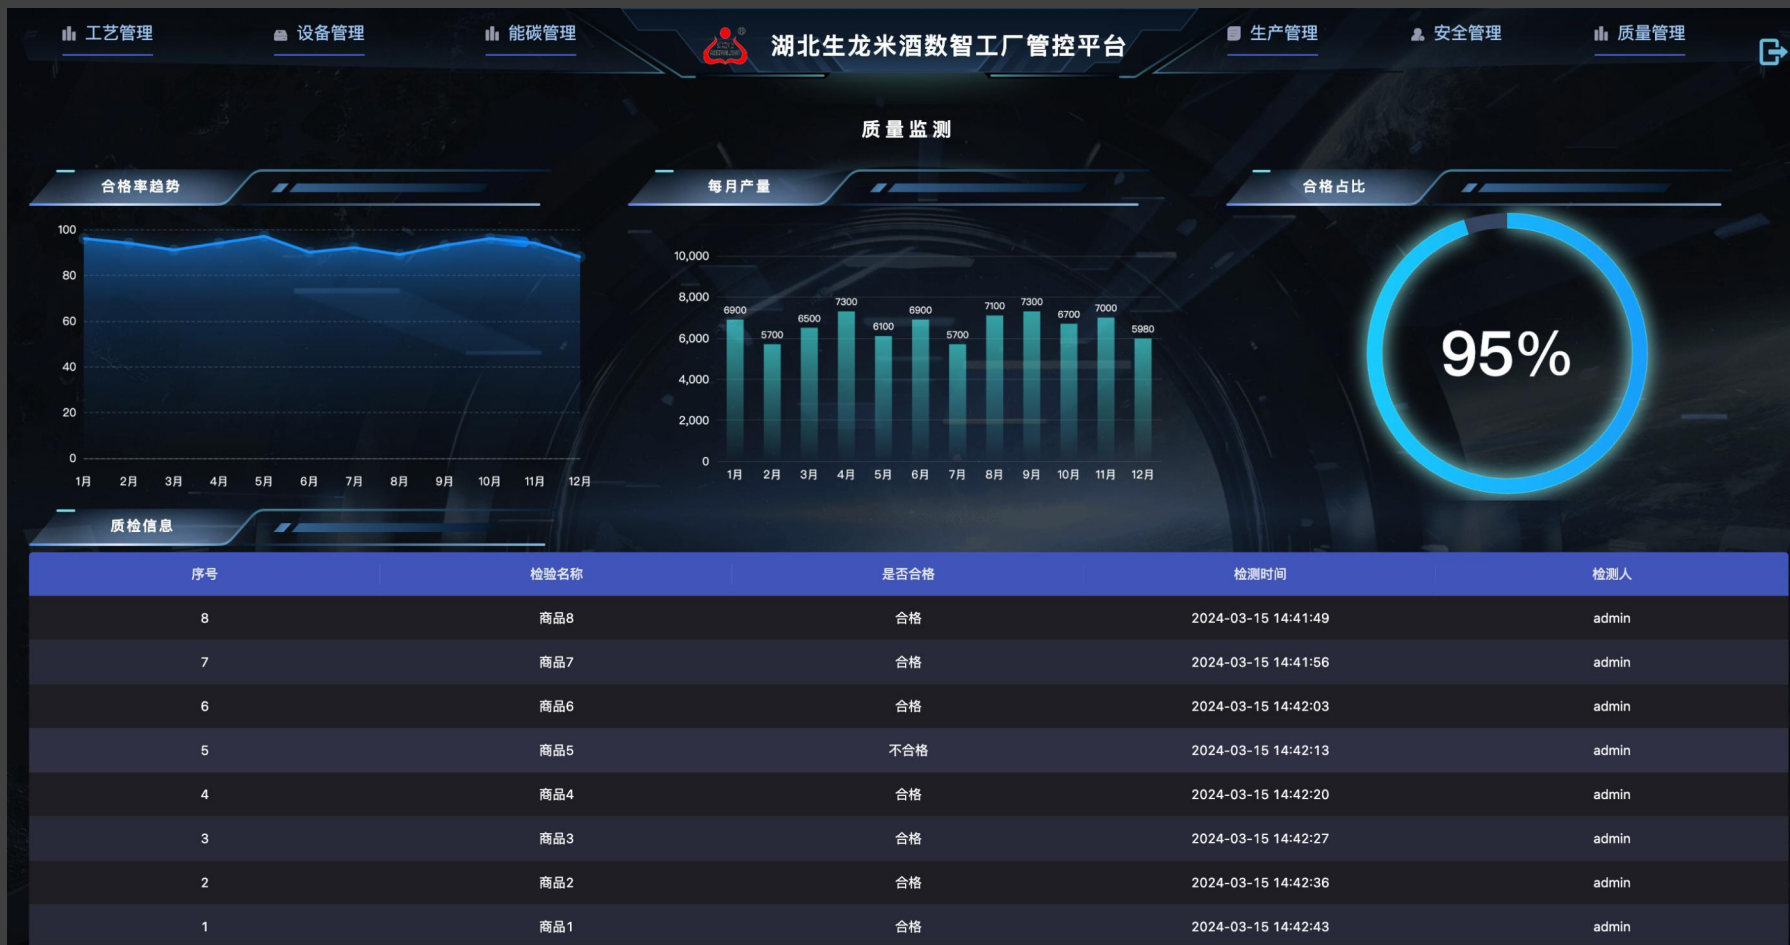 工艺管理 设备管理 能碳管理 湖北生龙米酒数智工厂管控平台 生产管理 安全管理 质量管理
质量监测
合格率趋势
100
80
60
40
20
0
1月 2月 3月 4月 5月 6月 7月 8月 9月 10月 11月 12月
每月产量
10,000
8,000
6,000
4,000
2,000
0
6900 5700 6500 7300 6100 6900 5700 7100 7300 6700 7000 5980
1月 2月 3月 4月 5月 6月 7月 8月 9月 10月 11月 12月
合格占比
95%
质检信息
序号 检验名称 是否合格 检测时间 检测人
8 商品8 合格 2024-03-15 14:41:49 admin
7 商品7 合格 2024-03-15 14:41:56 admin
6 商品6 合格 2024-03-15 14:42:03 admin
5 商品5 不合格 2024-03-15 14:42:13 admin
4 商品4 合格 2024-03-15 14:42:20 admin
3 商品3 合格 2024-03-15 14:42:27 admin
2 商品2 合格 2024-03-15 14:42:36 admin
1 商品1 合格 2024-03-15 14:42:43 admin